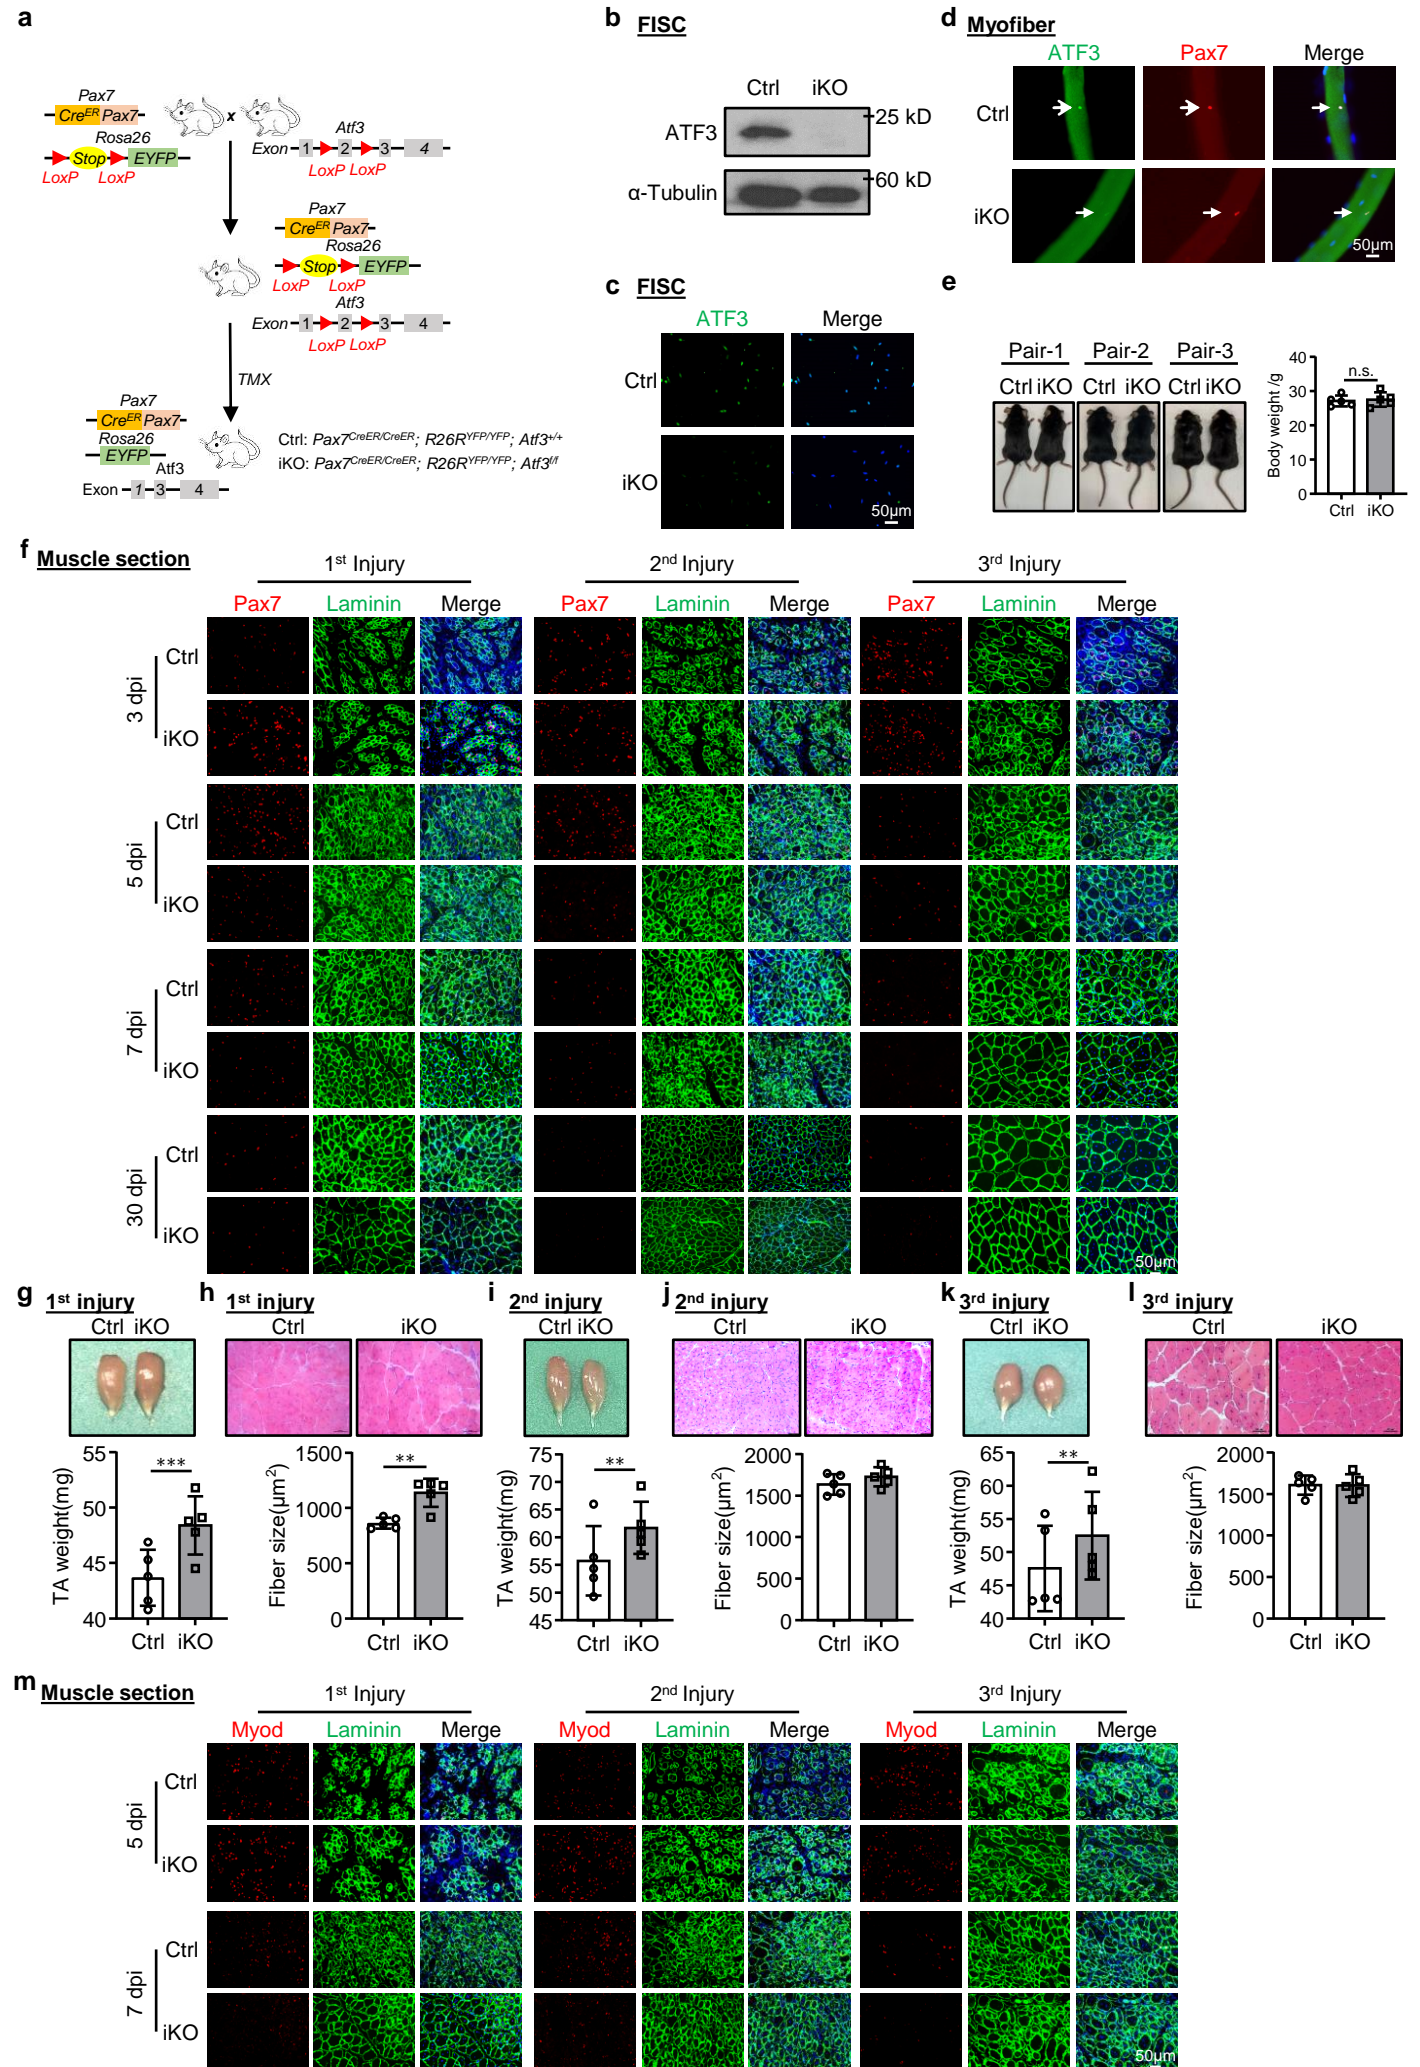 a
Pax7
CreER Pax7
x
Rosa26
Stop EYFP
LoxP LoxP
Atf3
Exon 1 2 3 4
LoxP LoxP
Pax7
CreER Pax7
Rosa26
Stop EYFP
LoxP LoxP
Atf3
Exon 1 2 3 4
LoxP LoxP
TMX
Pax7
CreER Pax7
Rosa26
EYFP
Atf3
Exon 1 3 4
Ctrl: Pax7CreER/CreER; R26RYFP/YFP; Atf3+/+
iKO: Pax7CreER/CreER; R26RYFP/YFP; Atf3f/f
b FISC
Ctrl iKO
ATF3 25 kD
α-Tubulin 60 kD
c FISC
ATF3 Merge
Ctrl
iKO
50μm
d Myofiber
ATF3 Pax7 Merge
Ctrl
iKO
50μm
e
Pair-1 Pair-2 Pair-3
Ctrl iKO Ctrl iKO Ctrl iKO
Body weight /g
40
30
20
10
0
n.s.
Ctrl iKO
f Muscle section
1st Injury 2nd Injury 3rd Injury
Pax7 Laminin Merge Pax7 Laminin Merge Pax7 Laminin Merge
3 dpi
Ctrl
iKO
5 dpi
Ctrl
iKO
7 dpi
Ctrl
iKO
30 dpi
Ctrl
iKO
50μm
g 1st injury
Ctrl iKO
TA weight(mg)
55
50
45
40
***
Ctrl iKO
h 1st injury
Ctrl iKO
Fiber size(μm2)
1500
1000
500
0
**
Ctrl iKO
i 2nd injury
Ctrl iKO
TA weight(mg)
75
70
65
60
55
50
45
**
Ctrl iKO
j 2nd injury
Ctrl iKO
Fiber size(μm2)
2000
1500
1000
500
0
Ctrl iKO
k 3rd injury
Ctrl iKO
TA weight(mg)
65
60
55
50
45
40
**
Ctrl iKO
l 3rd injury
Ctrl iKO
Fiber size(μm2)
2000
1500
1000
500
0
Ctrl iKO
m Muscle section
1st Injury 2nd Injury 3rd Injury
Myod Laminin Merge Myod Laminin Merge Myod Laminin Merge
5 dpi
Ctrl
iKO
7 dpi
Ctrl
iKO
50μm